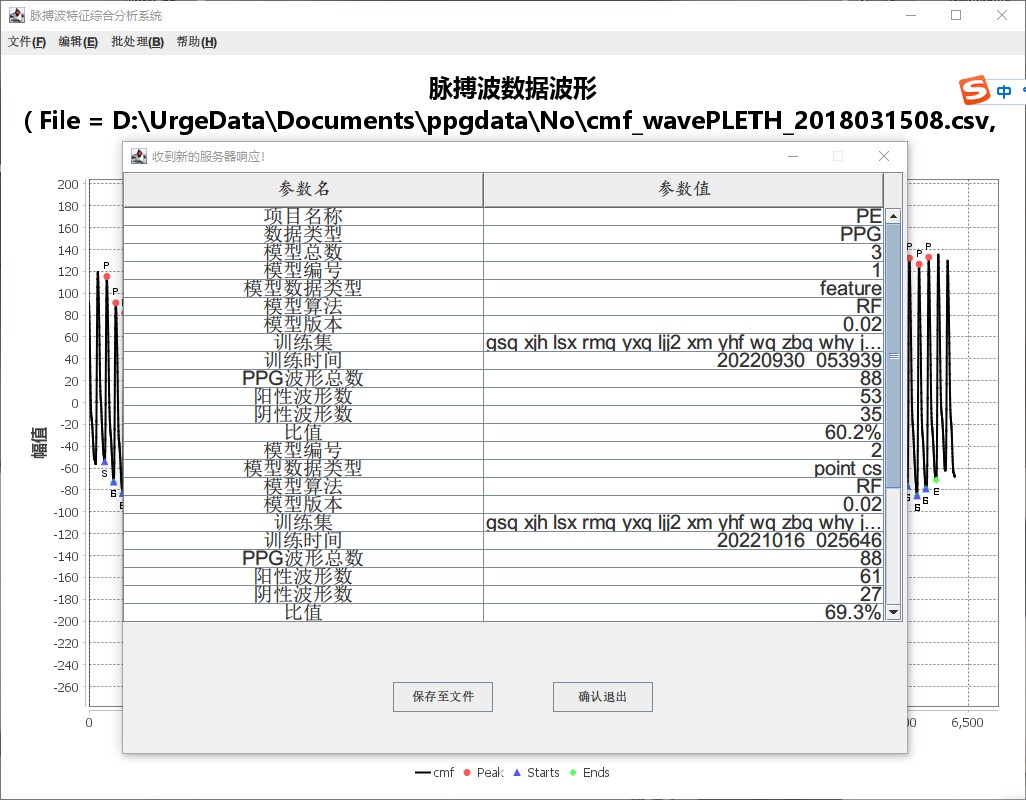 脉搏波特征综合分析系统
文件(F) 编辑(E) 批处理(B) 帮助(H)
脉搏波数据波形
( File = D:\UrgeData\Documents\ppgdata\No\cmf_wavePLETH_2018031508.csv,
中
收到新的服务器响应!
参数名 参数值
项目名称 PE
数据类型 PPG
模型总数 3
模型编号 1
模型数据类型 feature
模型算法 RF
模型版本 0.02
训练集 gsq xjh lsx rmq yxq ljj2 xm yhf wq zbq why j...
训练时间 20220930 053939
PPG波形总数 88
阳性波形数 53
阴性波形数 35
比值 60.2%
模型编号 2
模型数据类型 point cs
模型算法 RF
模型版本 0.02
训练集 gsq xjh lsx rmq yxq ljj2 xm yhf wq zbq why j...
训练时间 20221016 025646
PPG波形总数 88
阳性波形数 61
阴性波形数 27
比值 69.3%
保存至文件 确认退出
幅值
200
180
160
140
120
100
80
60
40
20
0
-20
-40
-60
-80
-100
-120
-140
-160
-180
-200
-220
-240
-260
P
P
S
P
P
P
E
0 6,500
cmf Peak Starts Ends